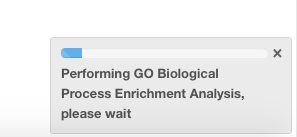 Performing GO Biological
Process Enrichment Analysis,
please wait